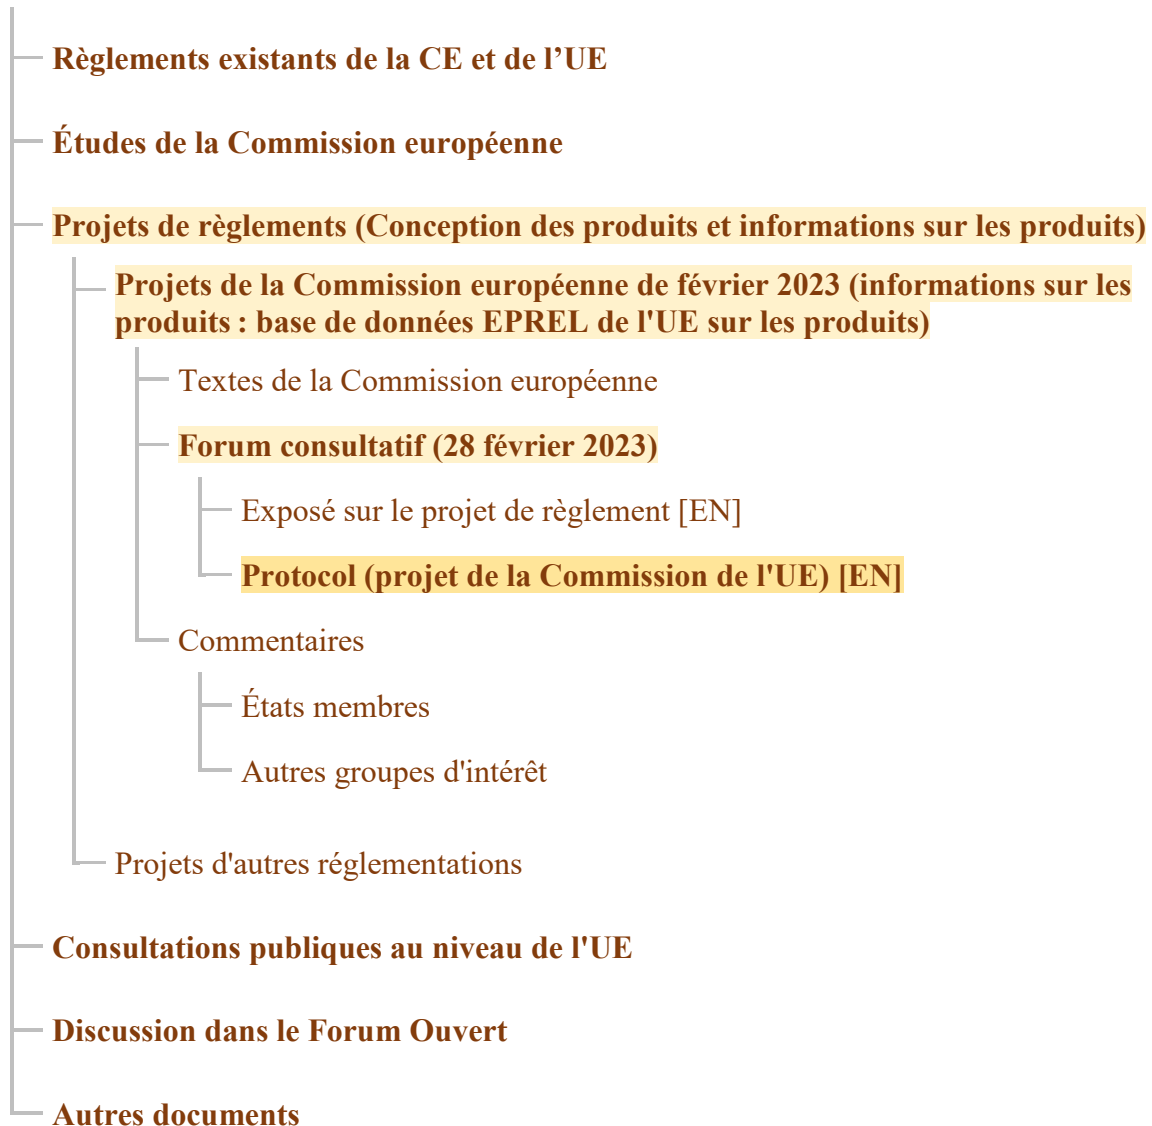 Règlements existants de la CE et de l’UE
Études de la Commission européenne
Projets de règlements (Conception des produits et informations sur les produits)
Projets de la Commission européenne de février 2023 (informations sur les
produits : base de données EPREL de l'UE sur les produits)
Textes de la Commission européenne
Forum consultatif (28 février 2023)
Exposé sur le projet de règlement [EN]
Protocol (projet de la Commission de l'UE) [EN]
Commentaires
États membres
Autres groupes d'intérêt
Projets d'autres réglementations
Consultations publiques au niveau de l'UE
Discussion dans le Forum Ouvert
Autres documents